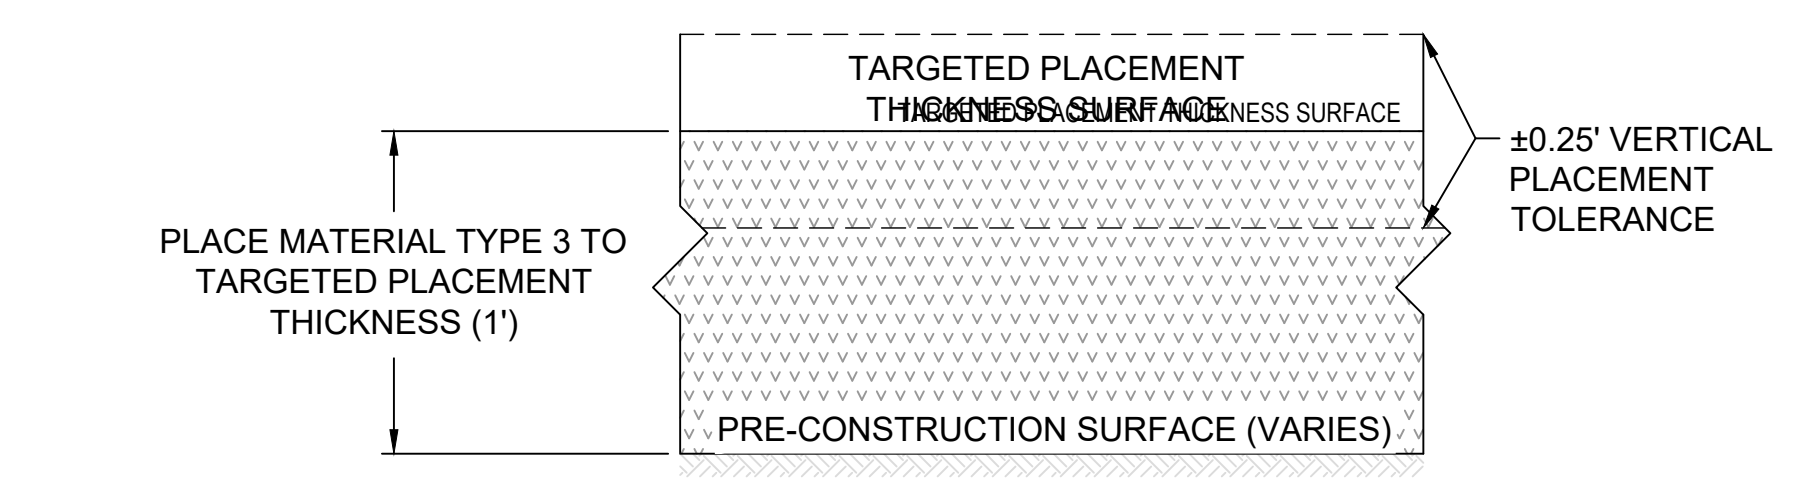 TARGETED PLACEMENT
THICKNESS SURFACE
TARGETED PLACEMENT THICKNESS SURFACE
±0.25' VERTICAL
PLACEMENT
TOLERANCE
PLACE MATERIAL TYPE 3 TO
TARGETED PLACEMENT
THICKNESS (1')
PRE-CONSTRUCTION SURFACE (VARIES)